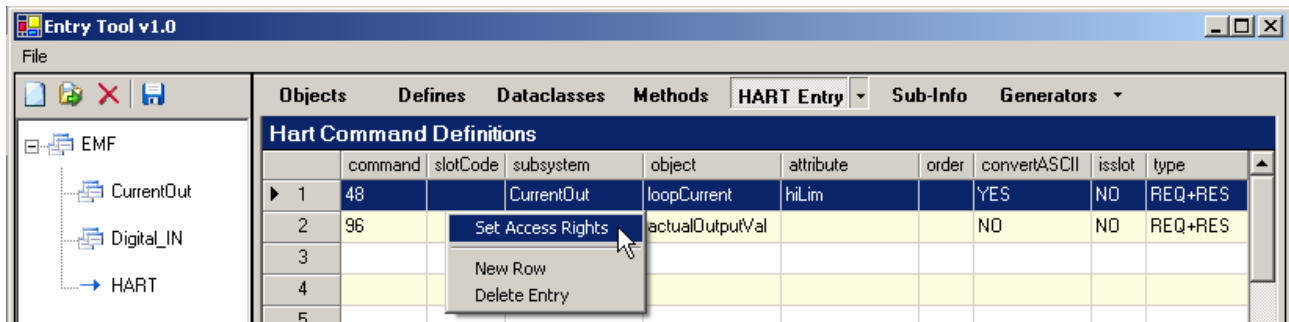 Entry Tool v1.0
File
Objects Defines Dataclasses Methods HART Entry Sub-Info Generators
EMF
CurrentOut
Digital_IN
HART
Hart Command Definitions
command slotCode subsystem object attribute order convertASCII isslot type
1 48 CurrentOut loopCurrent hiLim YES NO REQ+RES
2 96 actualOutputVal NO NO REQ+RES
3
4
5
Set Access Rights
New Row
Delete Entry